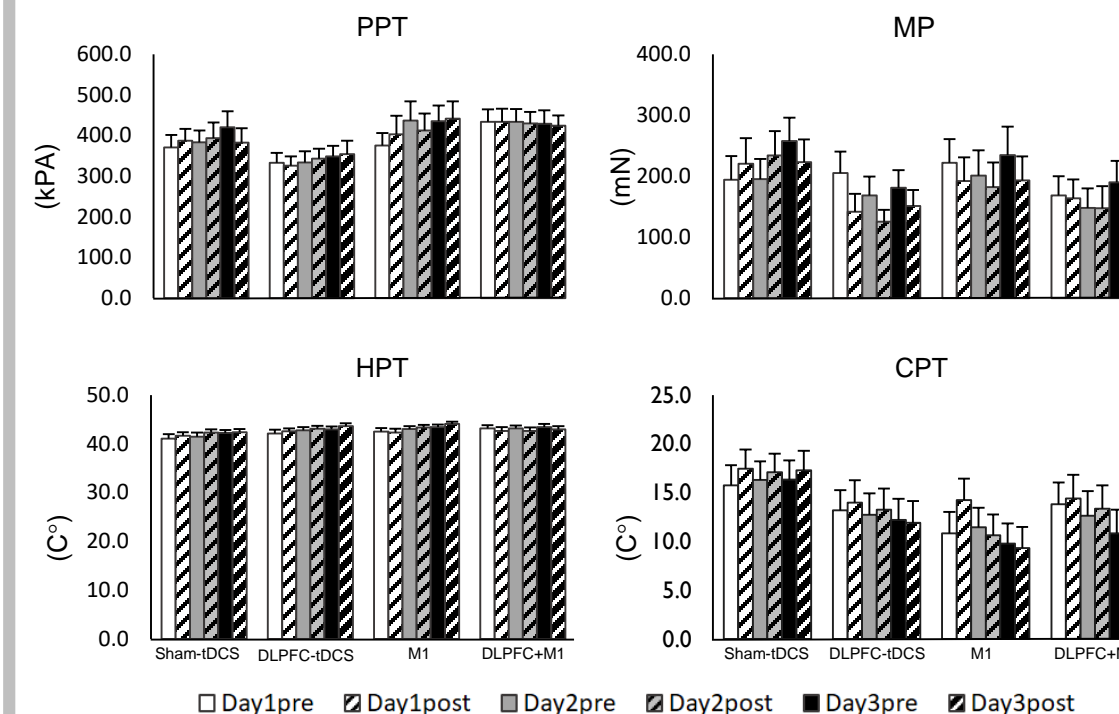 PPT
600.0
500.0
400.0
300.0
200.0
100.0
0.0
(kPA)
MP
400.0
300.0
200.0
100.0
0.0
(mN)
HPT
50.0
40.0
30.0
20.0
10.0
0.0
(C°)
Sham-tDCS DLPFC-tDCS M1 DLPFC+M1
CPT
25.0
20.0
15.0
10.0
5.0
0.0
(C°)
Sham-tDCS DLPFC-tDCS M1 DLPFC+M
Day1pre Day1post Day2pre Day2post Day3pre Day3post